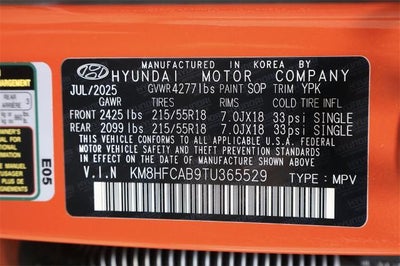 MANUFACTURED IN KOREA BY
HYUNDAI MOTOR COMPANY
JUL/2025 GVWR 4277lbs PAINT SOP TRIM YPK
GAWR TIRES RIMS COLD TIRE INFL
FRONT 2425 lbs 215/55R18 7.0JX18 33psi SINGLE
REAR 2099 lbs 215/55R18 7.0JX18 33psi SINGLE
THIS VEHICLE CONFORMS TO ALL APPLICABLE U.S.A.
FEDERAL MOTOR VEHICLE SAFETY AND THEFT PREVENTION
STANDARDS IN EFFECT ON THE DATE OF MANUFACTURE SHOWN ABOVE.
V.I.N KM8HFCAB9TU365529 TYPE: MPV
REAR
ARRIÈRE
3
E05